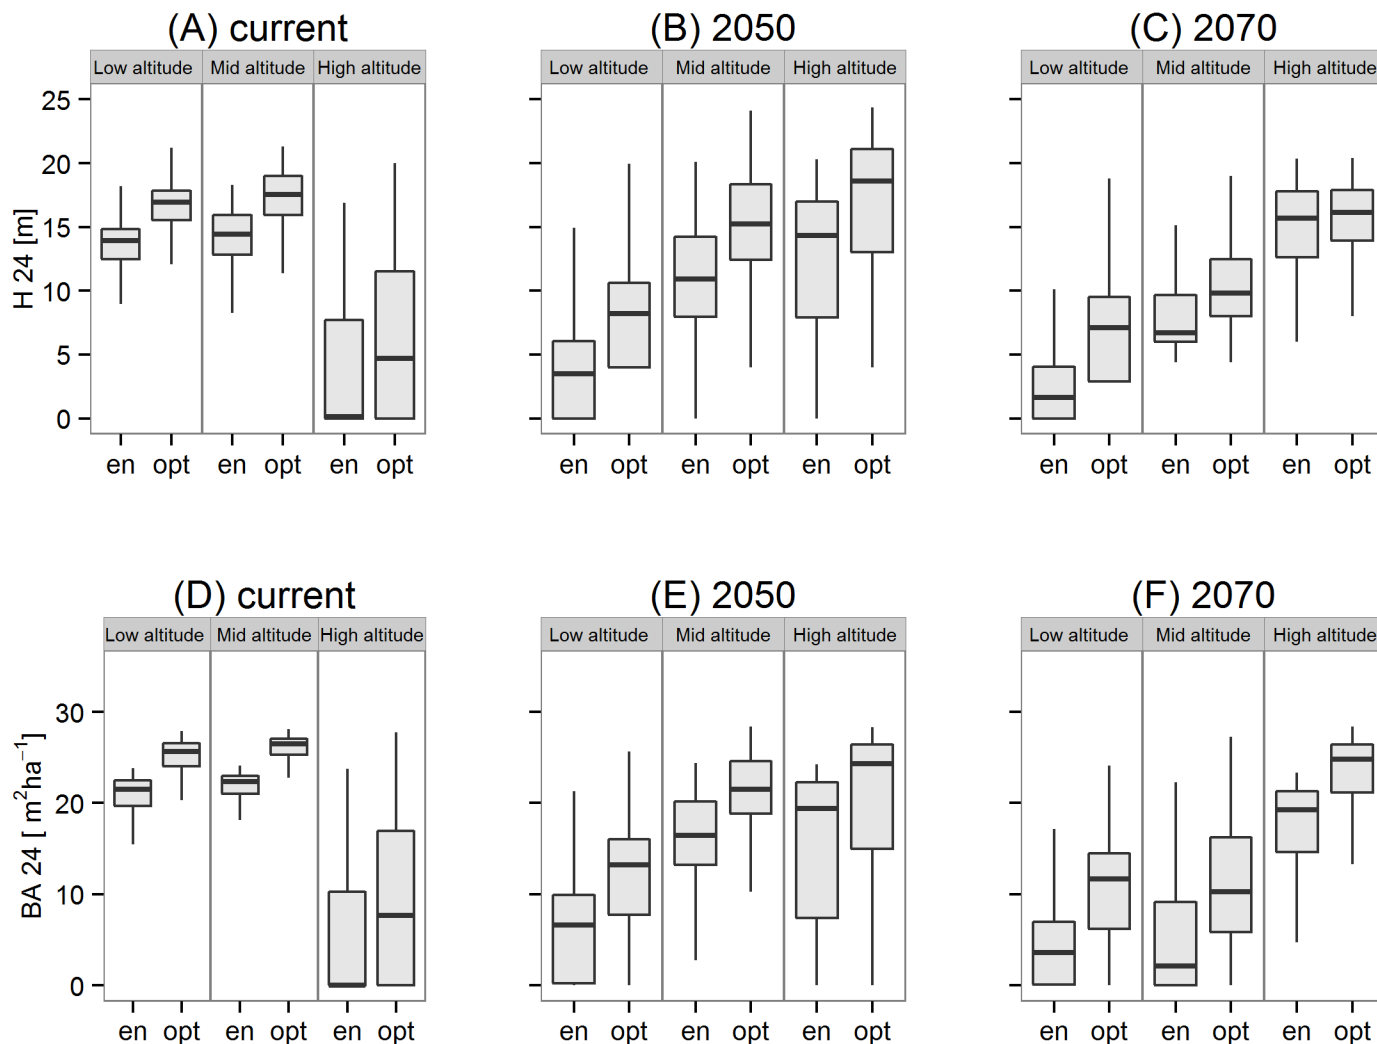 (A) current (B) 2050 (C) 2070
Low altitude Mid altitude High altitude Low altitude Mid altitude High altitude Low altitude Mid altitude High altitude
25
20
15
10
5
0
H 24 [m]
en opt en opt en opt en opt en opt en opt en opt en opt en opt
(D) current (E) 2050 (F) 2070
Low altitude Mid altitude High altitude Low altitude Mid altitude High altitude Low altitude Mid altitude High altitude
30
20
10
0
BA 24 [ m²ha⁻¹]
en opt en opt en opt en opt en opt en opt en opt en opt en opt